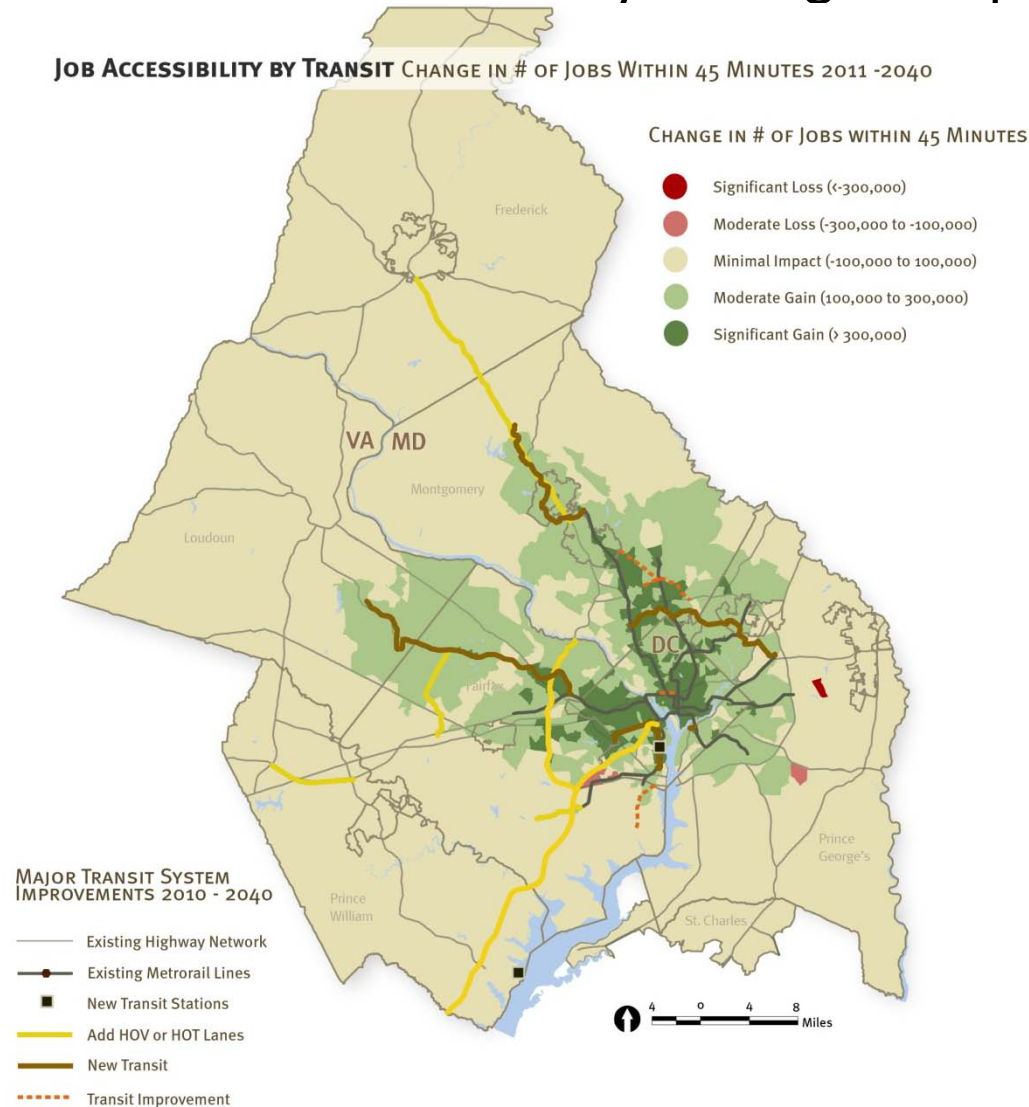 JOB ACCESSIBILITY BY TRANSIT CHANGE IN # OF JOBS WITHIN 45 MINUTES 2011 -2040
CHANGE IN # OF JOBS WITHIN 45 MINUTES
Significant Loss (<-300,000)
Moderate Loss (-300,000 to -100,000)
Minimal Impact (-100,000 to 100,000)
Moderate Gain (100,000 to 300,000)
Significant Gain (> 300,000)
Frederick
VA MD
Montgomery
Loudoun
DC
Fairfax
Prince
George's
Prince
William
St. Charles
MAJOR TRANSIT SYSTEM
IMPROVEMENTS 2010 - 2040
Existing Highway Network
Existing Metrorail Lines
New Transit Stations
Add HOV or HOT Lanes
New Transit
Transit Improvement
4 0 4 8
Miles